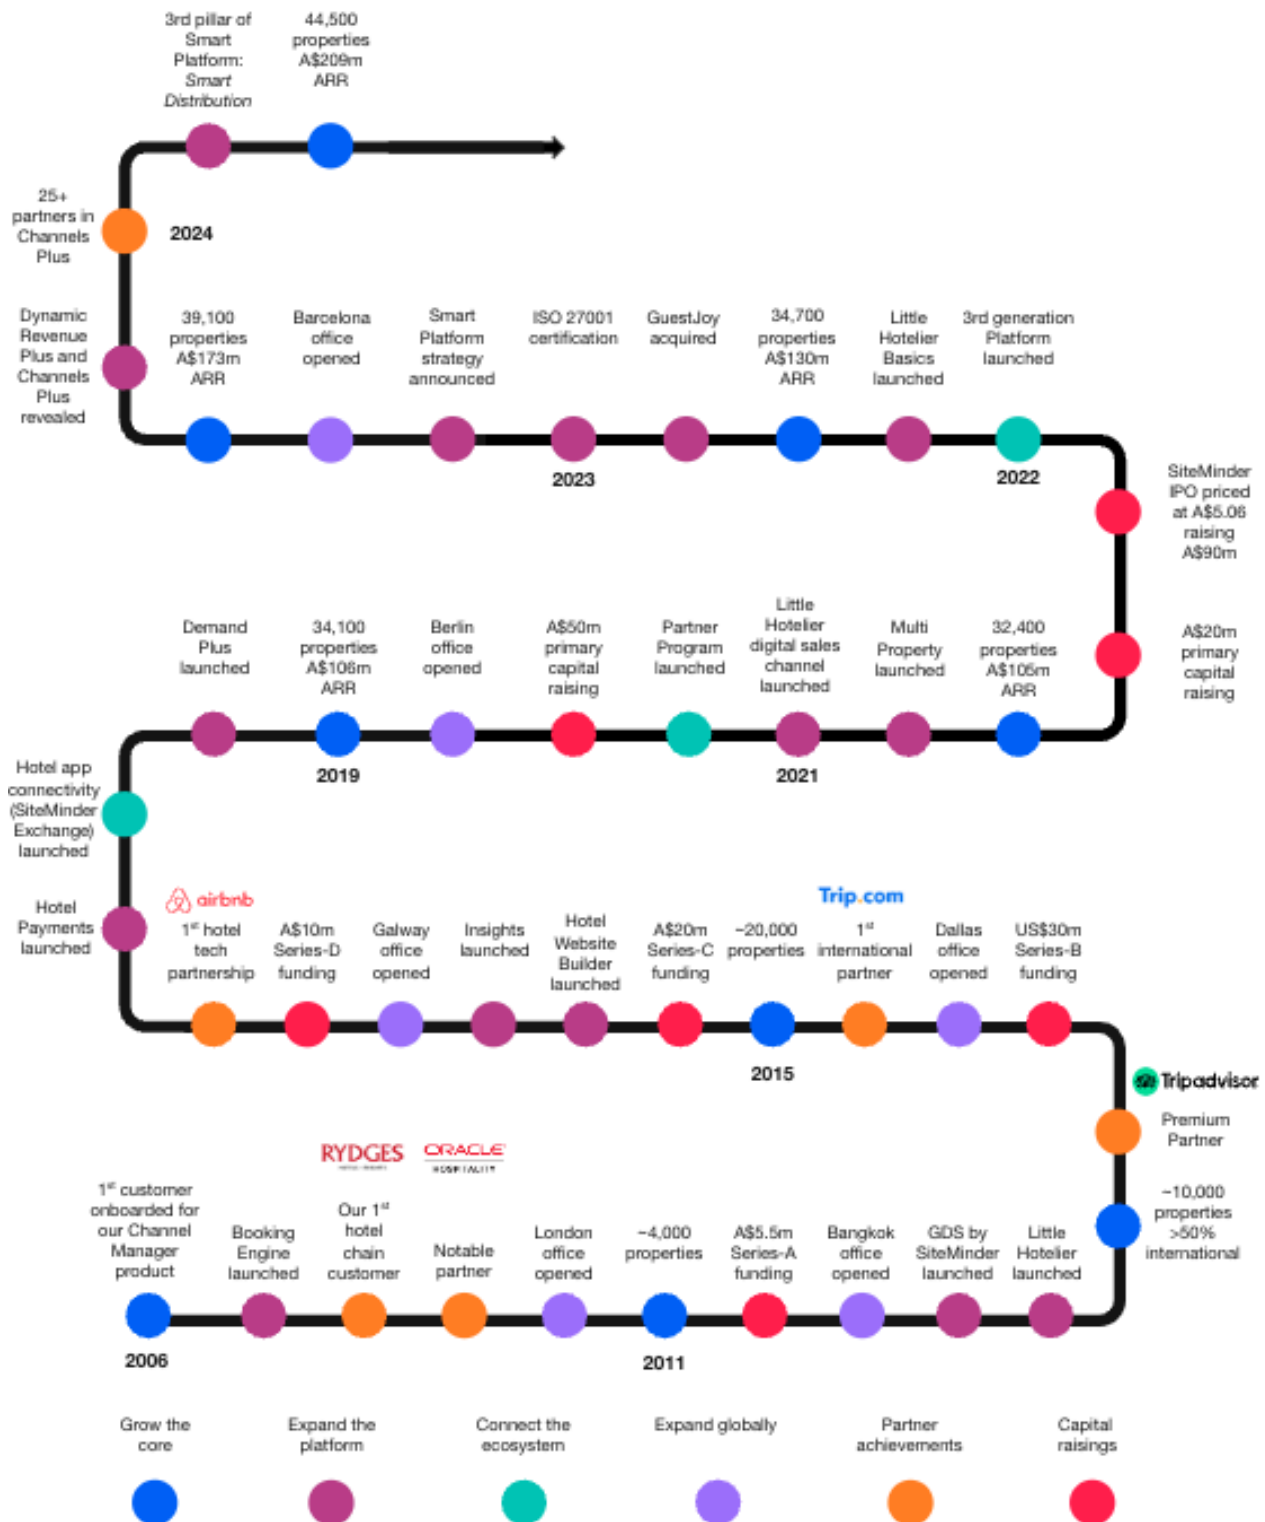 3rd pillar of
Smart
Platform:
Smart
Distribution
44,500
properties
A$209m
ARR
25+
partners in
Channels
Plus
2024
Dynamic
Revenue
Plus and
Channels
Plus
revealed
39,100
properties
A$173m
ARR
Barcelona
office
opened
Smart
Platform
strategy
announced
ISO 27001
certification
GuestJoy
acquired
34,700
properties
A$130m
ARR
Little
Hotelier
Basics
launched
3rd generation
Platform
launched
2023
2022
SiteMinder
IPO priced
at A$5.06
raising
A$90m
A$20m
primary
capital
raising
Demand
Plus
launched
34,100
properties
A$106m
ARR
Berlin
office
opened
A$50m
primary
capital
raising
Partner
Program
launched
Little
Hotelier
digital sales
channel
launched
Multi
Property
launched
32,400
properties
A$105m
ARR
2019
2021
Hotel app
connectivity
(SiteMinder
Exchange)
launched
Hotel
Payments
launched
airbnb
1st hotel
tech
partnership
A$10m
Series-D
funding
Galway
office
opened
Insights
launched
Hotel
Website
Builder
launched
A$20m
Series-C
funding
~20,000
properties
Trip.com
1st
international
partner
Dallas
office
opened
US$30m
Series-B
funding
2015
Tripadvisor
Premium
Partner
~10,000
properties
>50%
international
1st customer
onboarded for
our Channel
Manager
product
Booking
Engine
launched
RYDGES
Our 1st
hotel
chain
customer
ORACLE
HOSPITALITY
Notable
partner
London
office
opened
~4,000
properties
A$5.5m
Series-A
funding
Bangkok
office
opened
GDS by
SiteMinder
launched
Little
Hotelier
launched
2006
2011
Grow the
core
Expand the
platform
Connect the
ecosystem
Expand globally
Partner
achievements
Capital
raisings